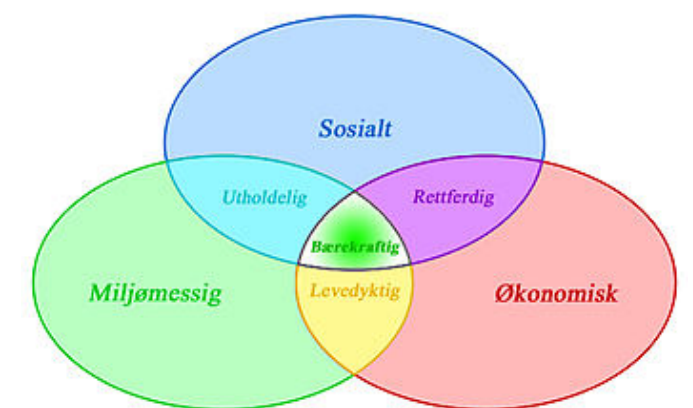 Sosialt
Utholdelig
Rettferdig
Bærekraftig
Miljømessig
Levedyktig
Økonomisk